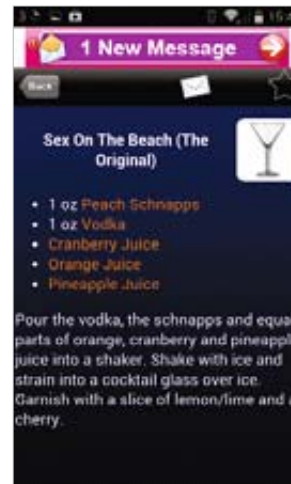 1 New Message
Back
Sex On The Beach (The
Original)
• 1 oz Peach Schnapps
• 1 oz Vodka
• Cranberry Juice
• Orange Juice
• Pineapple Juice
Pour the vodka, the schnapps and equa
parts of orange, cranberry and pineappl
juice into a shaker. Shake with ice and
strain into a cocktail glass over ice.
Garnish with a slice of lemon/lime and a
cherry.